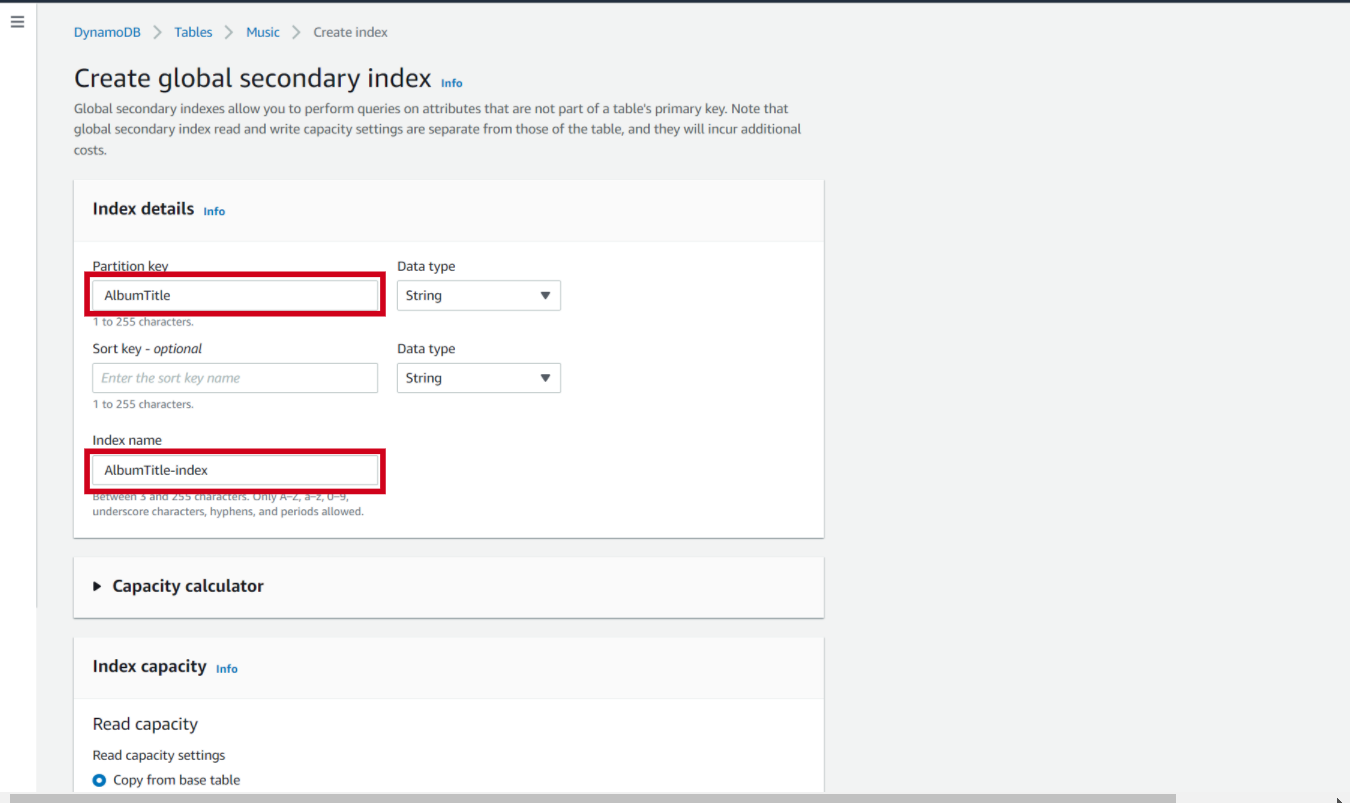 DynamoDB > Tables > Music > Create index
Create global secondary index Info
Global secondary indexes allow you to perform queries on attributes that are not part of a table's primary key. Note that
global secondary index read and write capacity settings are separate from those of the table, and they will incur additional
costs.
Index details Info
Partition key Data type
AlbumTitle String
1 to 255 characters.
Sort key - optional Data type
Enter the sort key name String
1 to 255 characters.
Index name
AlbumTitle-index
Between 3 and 255 characters. Only A–Z, a–z, 0–9,
underscore characters, hyphens, and periods allowed.
Capacity calculator
Index capacity Info
Read capacity
Read capacity settings
Copy from base table